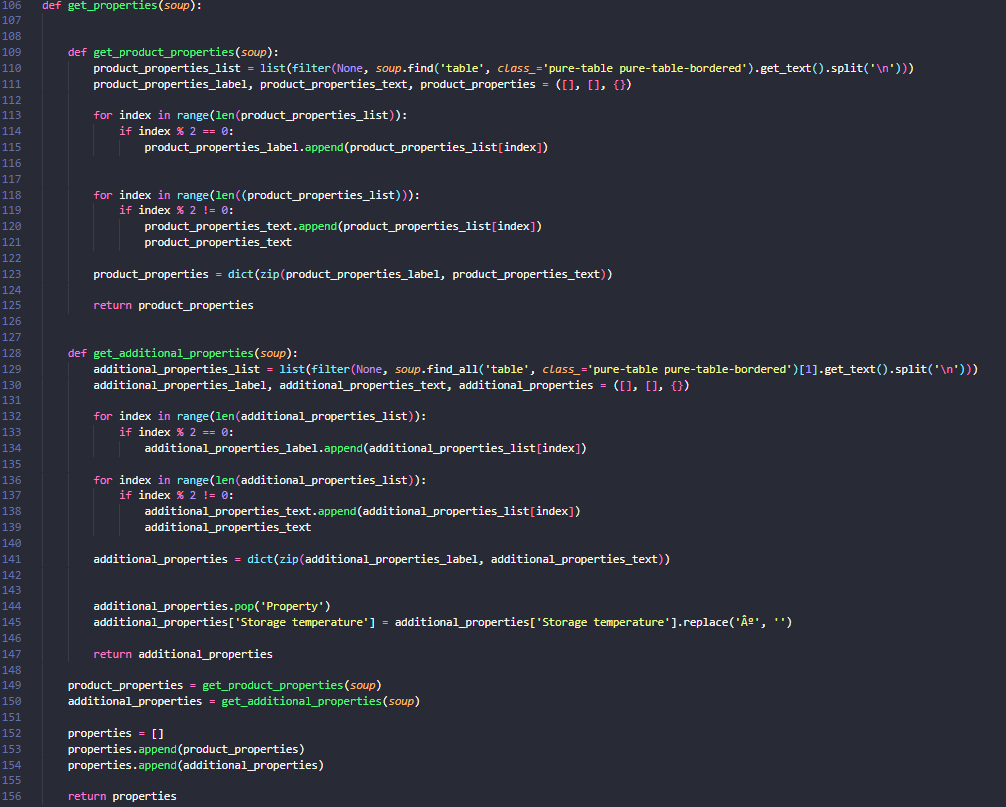 106 def get_properties(soup):
107
108
109     def get_product_properties(soup):
110         product_properties_list = list(filter(None, soup.find('table', class_='pure-table pure-table-bordered').get_text().split('\n')))
111         product_properties_label, product_properties_text, product_properties = ([], [], {})
112
113         for index in range(len(product_properties_list)):
114             if index % 2 == 0:
115                 product_properties_label.append(product_properties_list[index])
116
117
118         for index in range(len((product_properties_list))):
119             if index % 2 != 0:
120                 product_properties_text.append(product_properties_list[index])
121                 product_properties_text
122
123         product_properties = dict(zip(product_properties_label, product_properties_text))
124
125         return product_properties
126
127
128     def get_additional_properties(soup):
129         additional_properties_list = list(filter(None, soup.find_all('table', class_='pure-table pure-table-bordered')[1].get_text().split('\n')))
130         additional_properties_label, additional_properties_text, additional_properties = ([], [], {})
131
132         for index in range(len(additional_properties_list)):
133             if index % 2 == 0:
134                 additional_properties_label.append(additional_properties_list[index])
135
136         for index in range(len(additional_properties_list)):
137             if index % 2 != 0:
138                 additional_properties_text.append(additional_properties_list[index])
139                 additional_properties_text
140
141         additional_properties = dict(zip(additional_properties_label, additional_properties_text))
142
143
144         additional_properties.pop('Property')
145         additional_properties['Storage temperature'] = additional_properties['Storage temperature'].replace('Âº', '')
146
147         return additional_properties
148
149     product_properties = get_product_properties(soup)
150     additional_properties = get_additional_properties(soup)
151
152     properties = []
153     properties.append(product_properties)
154     properties.append(additional_properties)
155
156     return properties